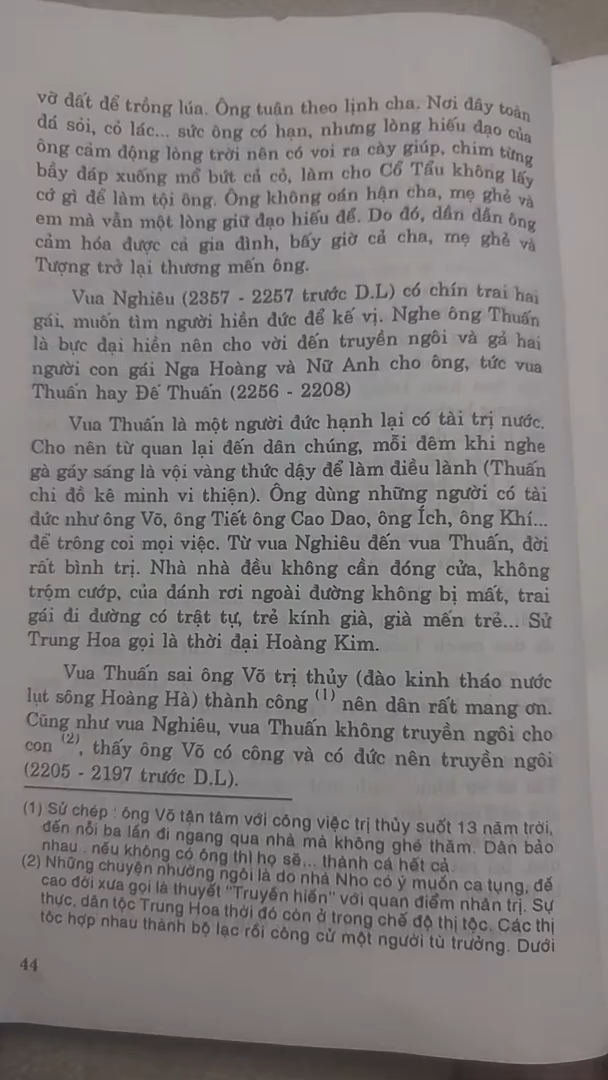 vỡ đất để trồng lúa. Ông tuân theo lịnh cha. Nơi đây toàn
đá sỏi, cỏ lác... sức ông có hạn, nhưng lòng hiếu đạo của
ông cảm động lòng trời nên có voi ra cày giúp, chim từng
bầy đáp xuống mổ bứt cả cỏ, làm cho Cổ Tẩu không lấy
cớ gì để làm tội ông. Ông không oán hận cha, mẹ ghẻ và
em mà vẫn một lòng giữ đạo hiếu để. Do đó, dần dần ông
cảm hóa được cả gia đình, bấy giờ cả cha, mẹ ghẻ và
Tượng trở lại thương mến ông.
Vua Nghiêu (2357 - 2257 trước D.L) có chín trai hai
gái, muốn tìm người hiền đức để kế vị. Nghe ông Thuấn
là bực đại hiền nên cho vời đến truyền ngôi và gả hai
người con gái Nga Hoàng và Nữ Anh cho ông, tức vua
Thuấn hay Đế Thuấn (2256 - 2208)
Vua Thuấn là một người đức hạnh lại có tài trị nước.
Cho nên từ quan lại đến dân chúng, mỗi đêm khi nghe
gà gáy sáng là vội vàng thức dậy để làm điều lành (Thuấn
chi đồ kê minh vi thiện). Ông dùng những người có tài
đức như ông Võ, ông Tiết ông Cao Dao, ông Ích, ông Khí...
để trông coi mọi việc. Từ vua Nghiêu đến vua Thuấn, đời
rất bình trị. Nhà nhà đều không cần đóng cửa, không
trộm cướp, của đánh rơi ngoài đường không bị mất, trai
gái đi đường có trật tự, trẻ kính già, già mến trẻ... Sử
Trung Hoa gọi là thời đại Hoàng Kim.
Vua Thuấn sai ông Võ trị thủy (đào kinh tháo nước
lụt sông Hoàng Hà) thành công (1) nên dân rất mang ơn.
Cũng như vua Nghiêu, vua Thuấn không truyền ngôi cho
con (2), thấy ông Võ có công và có đức nên truyền ngôi
(2205 - 2197 trước D.L).
(1) Sử chép : ông Võ tận tâm với công việc trị thủy suốt 13 năm trời,
đến nỗi ba lần đi ngang qua nhà mà không ghé thăm. Dân bảo
nhau . nếu không có ông thì họ sẽ... thành cá hết cả.
(2) Những chuyện nhường ngôi là do nhà Nho có ý muốn ca tụng, đề
cao đời xưa gọi là thuyết "Truyền hiền" với quan điểm nhân trị. Sự
thực, dân tộc Trung Hoa thời đó còn ở trong chế độ thị tộc. Các thị
tộc hợp nhau thành bộ lạc rồi công cử một người tù trưởng. Dưới
44